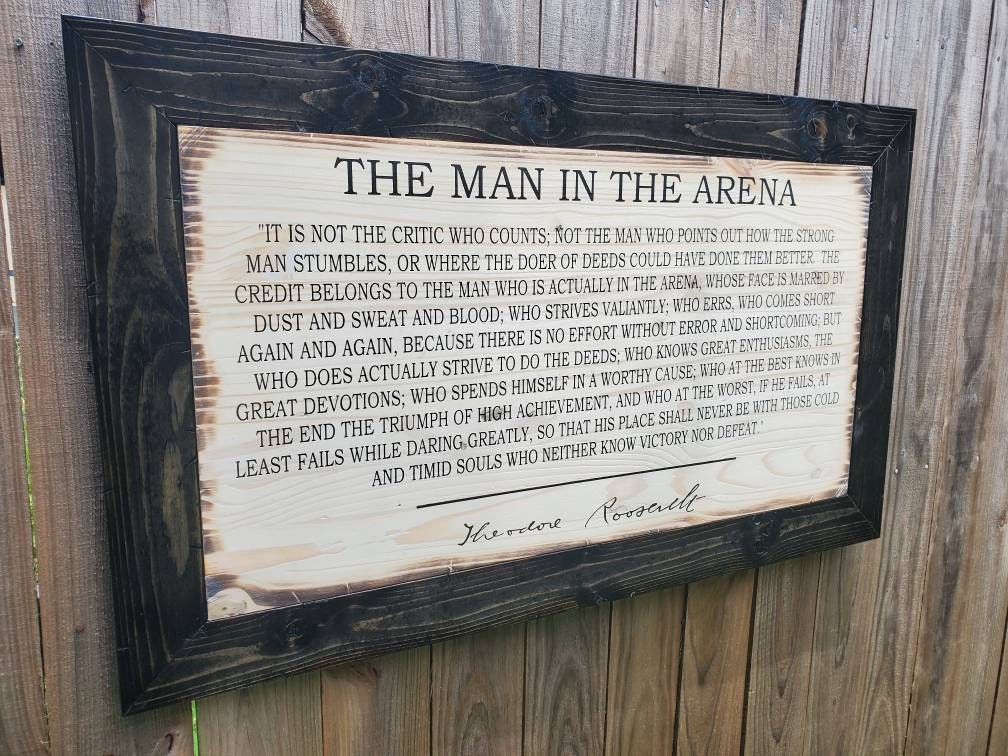 THE MAN IN THE ARENA
"IT IS NOT THE CRITIC WHO COUNTS; NOT THE MAN WHO POINTS OUT HOW THE STRONG
MAN STUMBLES, OR WHERE THE DOER OF DEEDS COULD HAVE DONE THEM BETTER. THE
CREDIT BELONGS TO THE MAN WHO IS ACTUALLY IN THE ARENA, WHOSE FACE IS MARRED BY
DUST AND SWEAT AND BLOOD; WHO STRIVES VALIANTLY; WHO ERRS, WHO COMES SHORT
AGAIN AND AGAIN, BECAUSE THERE IS NO EFFORT WITHOUT ERROR AND SHORTCOMING; BUT
WHO DOES ACTUALLY STRIVE TO DO THE DEEDS; WHO KNOWS GREAT ENTHUSIASMS, THE
GREAT DEVOTIONS; WHO SPENDS HIMSELF IN A WORTHY CAUSE; WHO AT THE BEST KNOWS IN
THE END THE TRIUMPH OF HIGH ACHIEVEMENT, AND WHO AT THE WORST, IF HE FAILS, AT
LEAST FAILS WHILE DARING GREATLY, SO THAT HIS PLACE SHALL NEVER BE WITH THOSE COLD
AND TIMID SOULS WHO NEITHER KNOW VICTORY NOR DEFEAT.'
Theodore Roosevelt